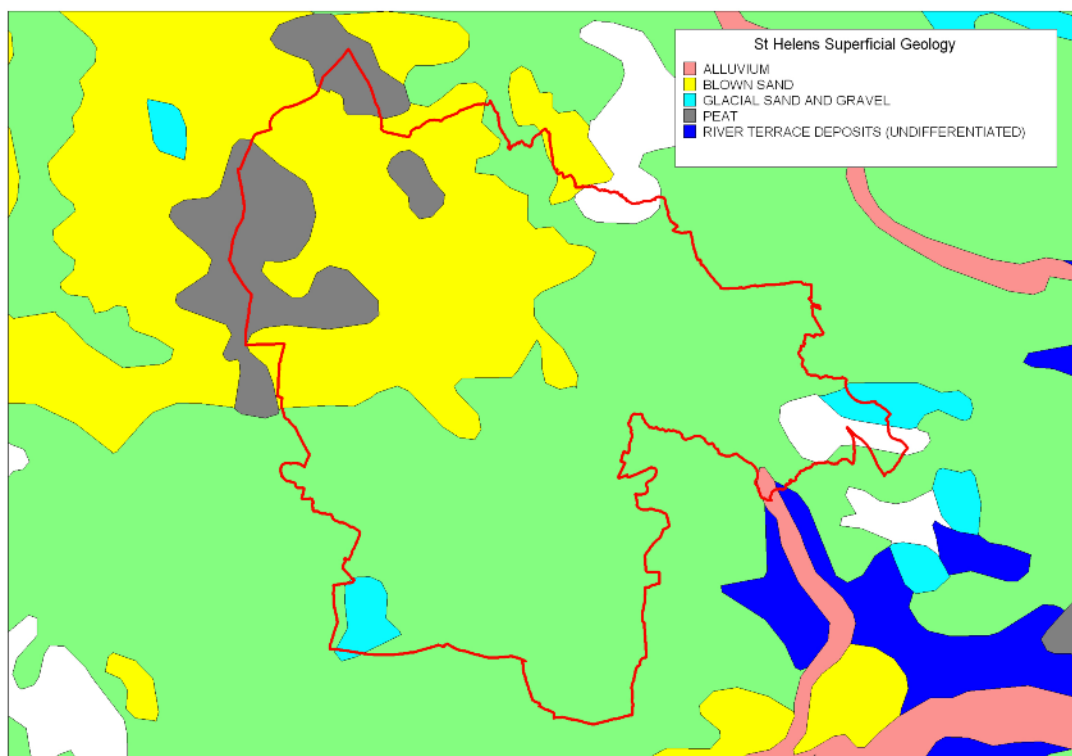 St Helens Superficial Geology
ALLUVIUM
BLOWN SAND
GLACIAL SAND AND GRAVEL
PEAT
RIVER TERRACE DEPOSITS (UNDIFFERENTIATED)